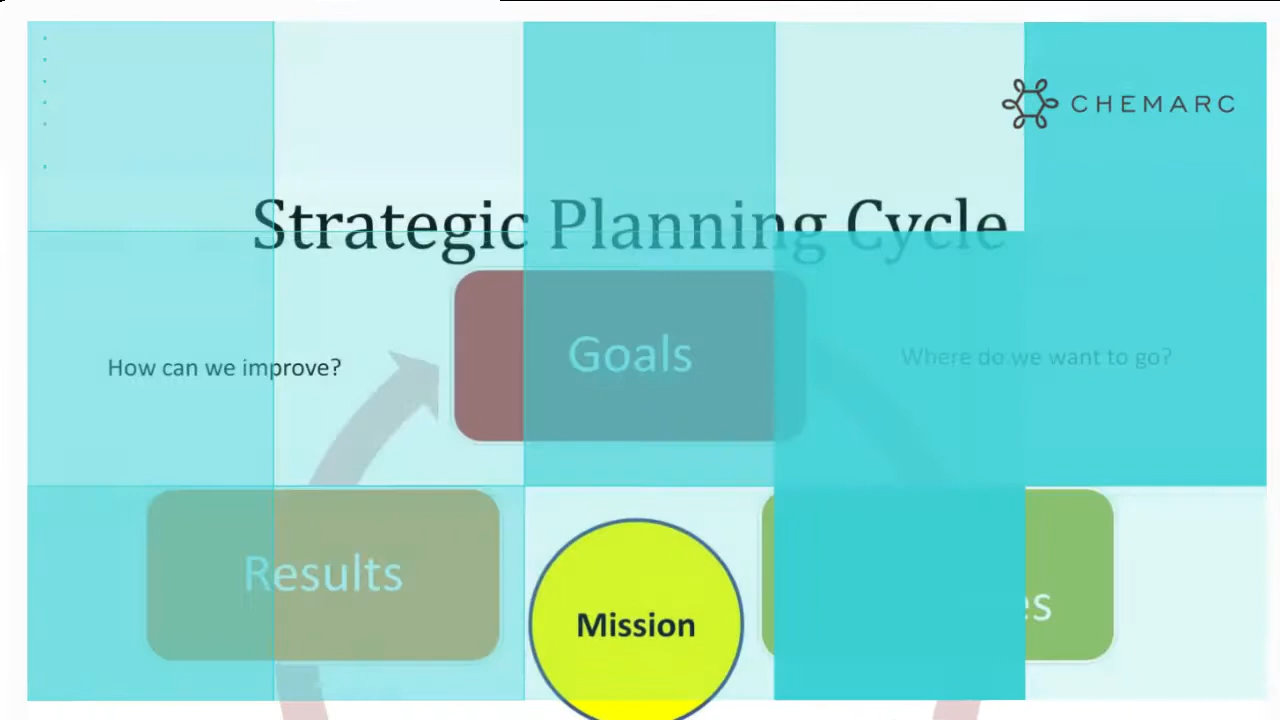 CHEMARC
Strategic Planning Cycle
Goals
How can we improve?
Where do we want to go?
Results
Mission